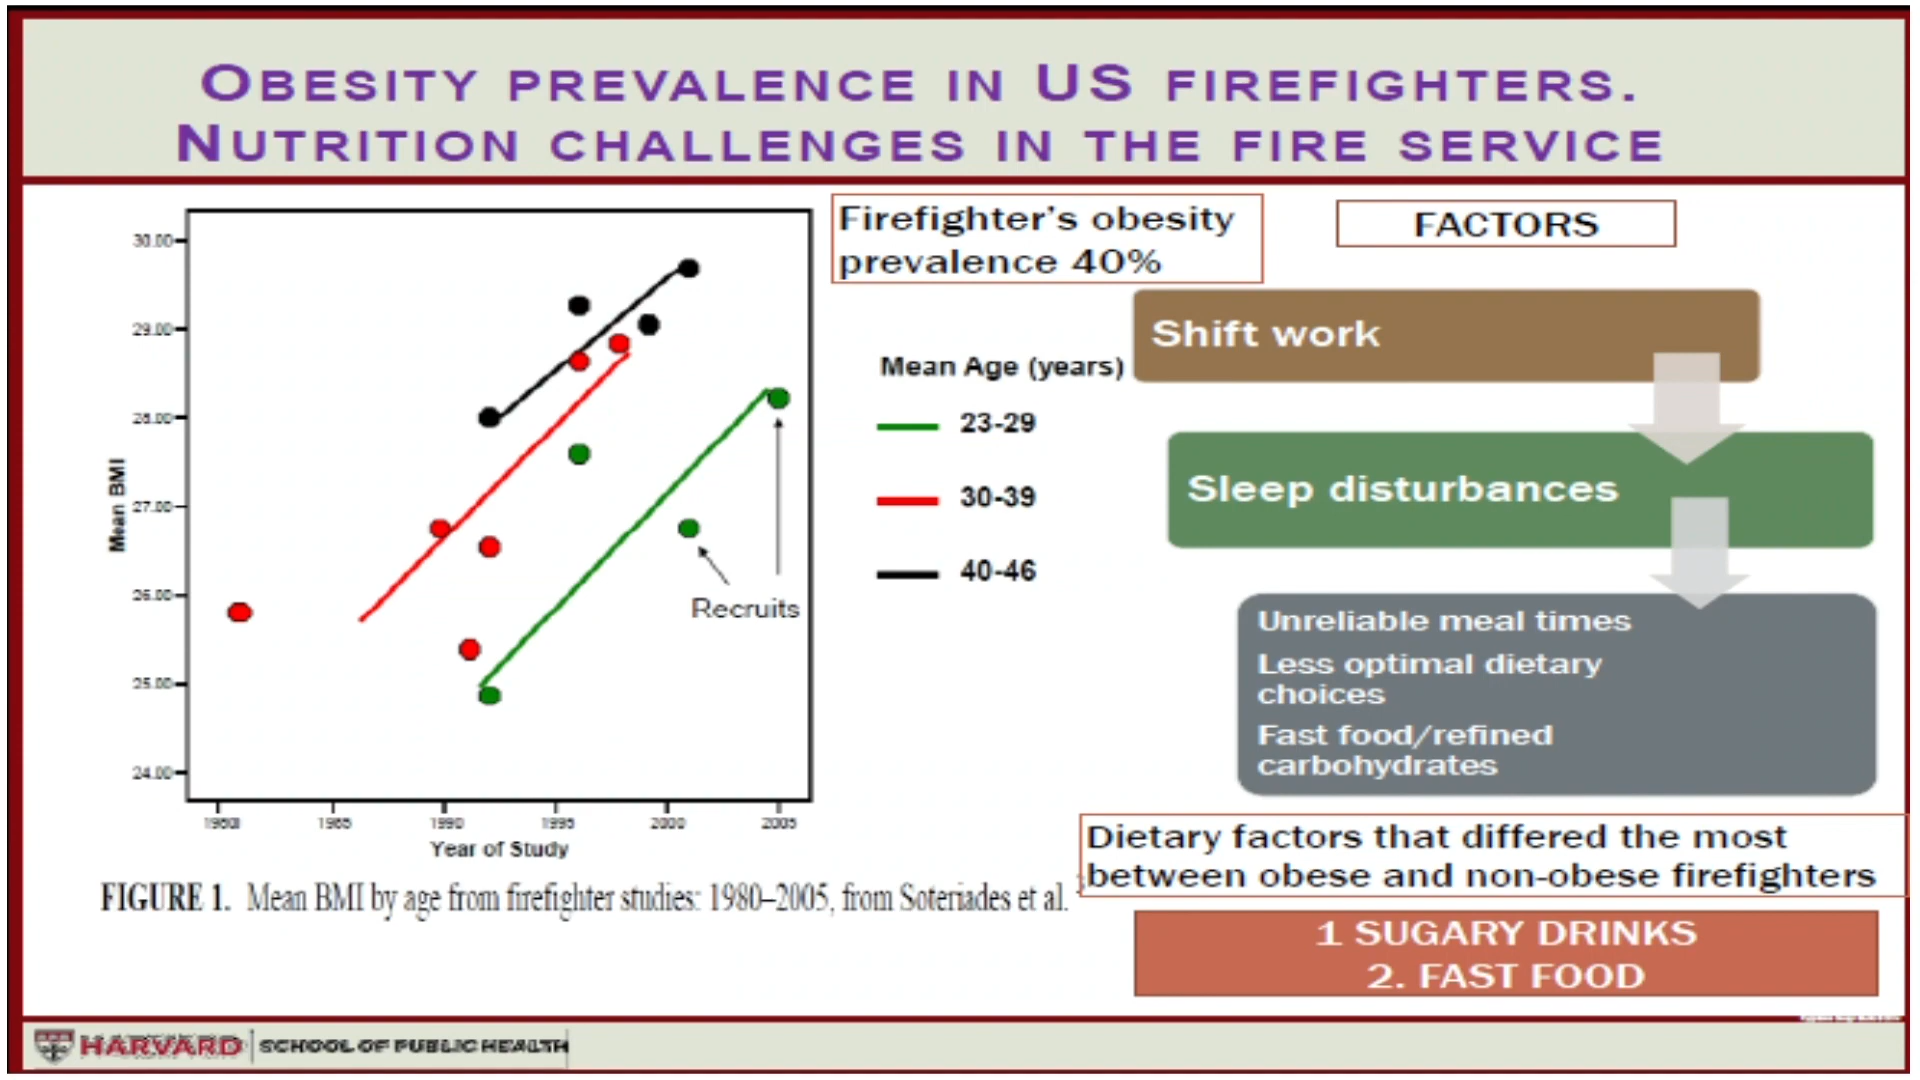 OBESITY PREVALENCE IN US FIREFIGHTERS.
NUTRITION CHALLENGES IN THE FIRE SERVICE
30.00
29.00
28.00
27.00
26.00
25.00
24.00
Mean BMI
1980
1985
1990
1995
2000
2005
Year of Study
Recruits
Mean Age (years)
23-29
30-39
40-46
FIGURE 1. Mean BMI by age from firefighter studies: 1980–2005, from Soteriades et al.
Firefighter's obesity
prevalence 40%
FACTORS
Shift work
Sleep disturbances
Unreliable meal times
Less optimal dietary
choices
Fast food/refined
carbohydrates
Dietary factors that differed the most
between obese and non-obese firefighters
1 SUGARY DRINKS
2. FAST FOOD
HARVARD
SCHOOL OF PUBLIC HEALTH